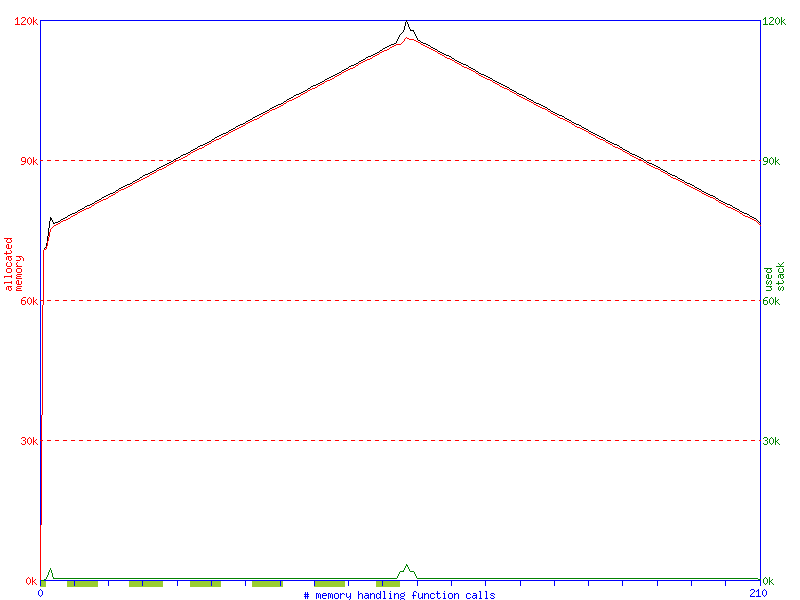 120k
120k
90k
90k
allocated
memory
used
stack
60k
60k
30k
30k
0k
0k
0
# memory handling function calls
210